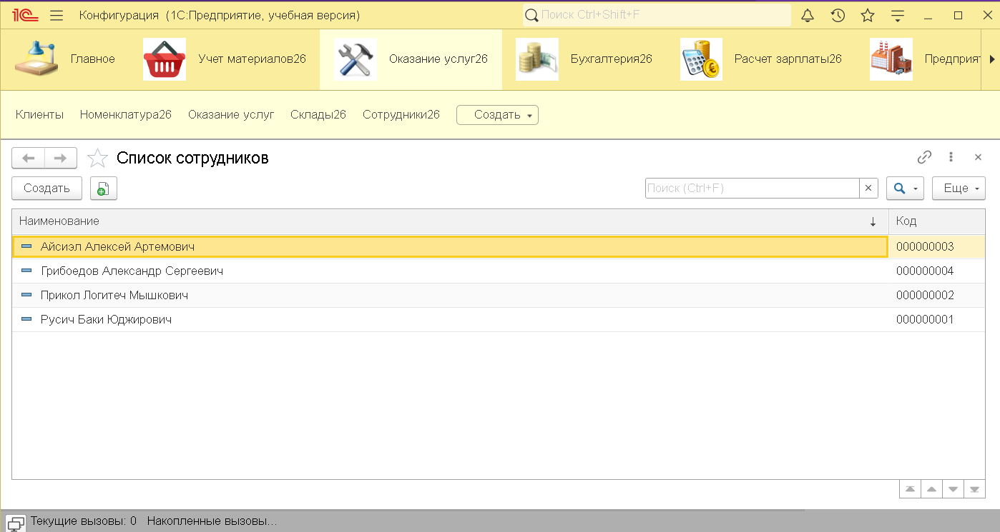 1С Конфигурация (1С:Предприятие, учебная версия) Поиск Ctrl+Shift+F
Главное Учет материалов26 Оказание услуг26 Бухгалтерия26 Расчет зарплаты26 Предприят
Клиенты Номенклатура26 Оказание услуг Склады26 Сотрудники26 Создать
Список сотрудников
Создать Поиск (Ctrl+F) Еще
Наименование Код
Айсиэл Алексей Артемович 000000003
Грибоедов Александр Сергеевич 000000004
Прикол Логитеч Мышкович 000000002
Русич Баки Юджирович 000000001
Текущие вызовы: 0 Накопленные вызовы...